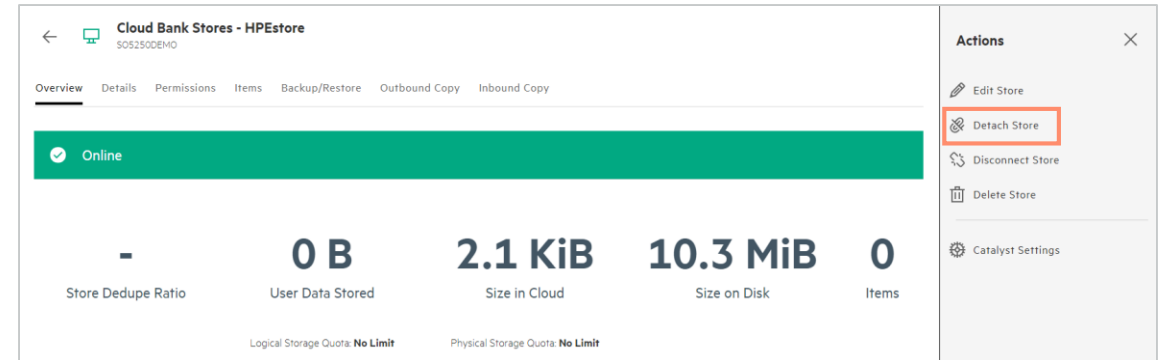 Cloud Bank Stores - HPEstore
SO5250DEMO
Overview Details Permissions Items Backup/Restore Outbound Copy Inbound Copy
Online
- 0 B 2.1 KiB 10.3 MiB 0
Store Dedupe Ratio User Data Stored Size in Cloud Size on Disk Items
Logical Storage Quota: No Limit Physical Storage Quota: No Limit
Actions
Edit Store
Detach Store
Disconnect Store
Delete Store
Catalyst Settings